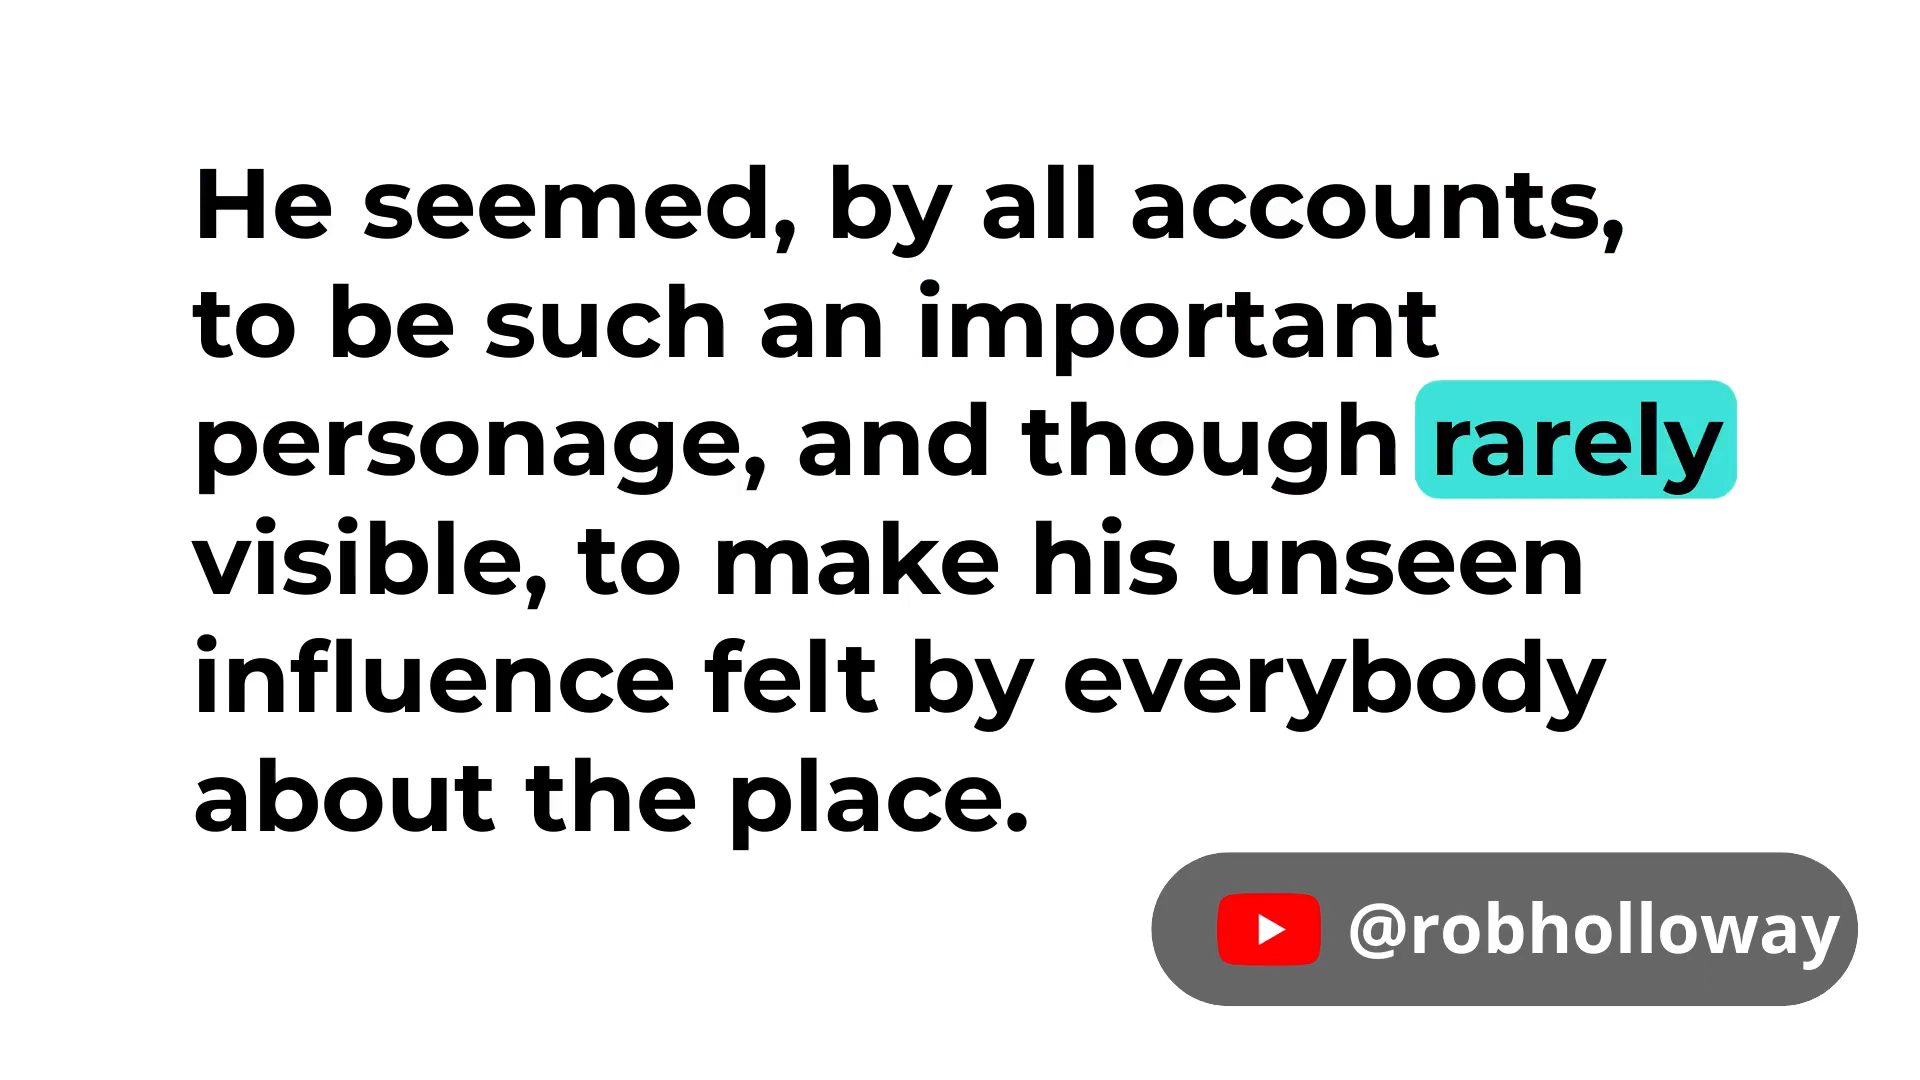 He seemed, by all accounts,
to be such an important
personage, and though rarely
visible, to make his unseen
influence felt by everybody
about the place.
@robholloway